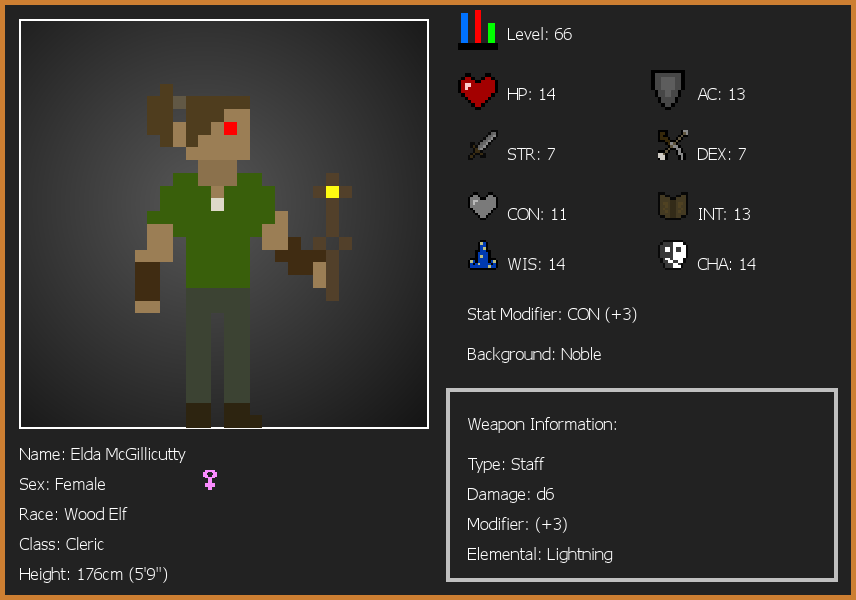 Level: 66
HP: 14
AC: 13
STR: 7
DEX: 7
CON: 11
INT: 13
WIS: 14
CHA: 14
Stat Modifier: CON (+3)
Background: Noble
Weapon Information:
Type: Staff
Damage: d6
Modifier: (+3)
Elemental: Lightning
Name: Elda McGillicutty
Sex: Female
Race: Wood Elf
Class: Cleric
Height: 176cm (5'9")